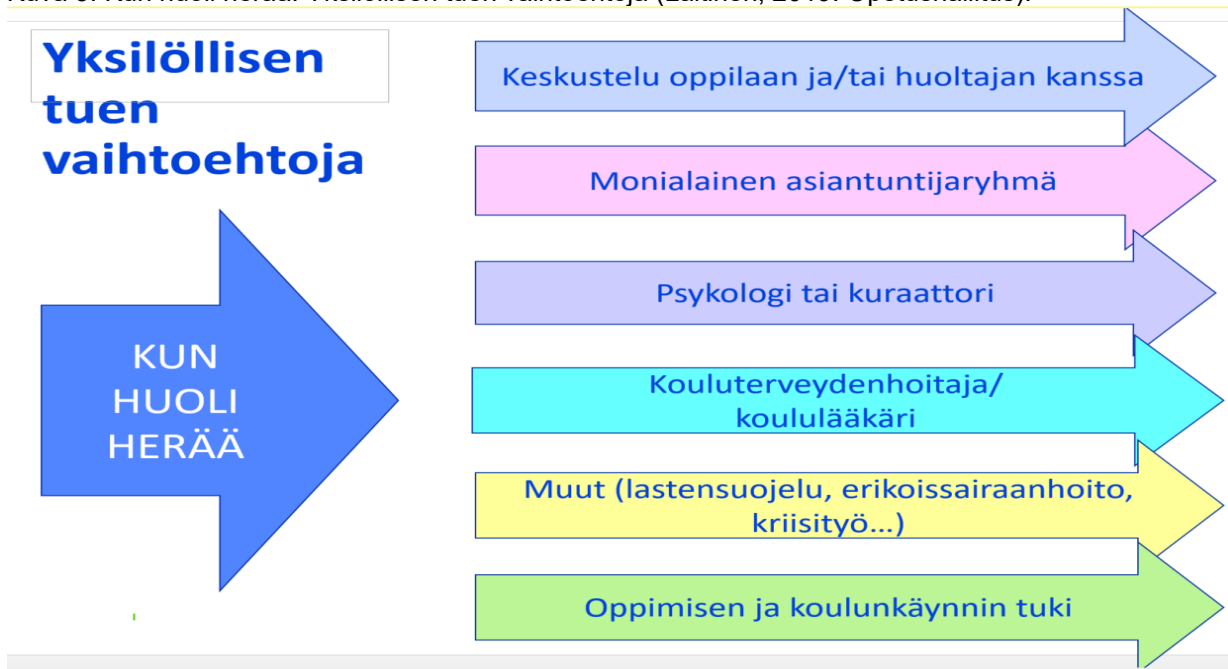 Yksilöllisen
tuen
vaihtoehtoja
KUN
HUOLI
HERÄÄ
Keskustelu oppilaan ja/tai huoltajan kanssa
Monialainen asiantuntijaryhmä
Psykologi tai kuraattori
Kouluterveydenhoitaja/
koululääkäri
Muut (lastensuojelu, erikoissairaanhoito,
kriisityö...)
Oppimisen ja koulunkäynnin tuki